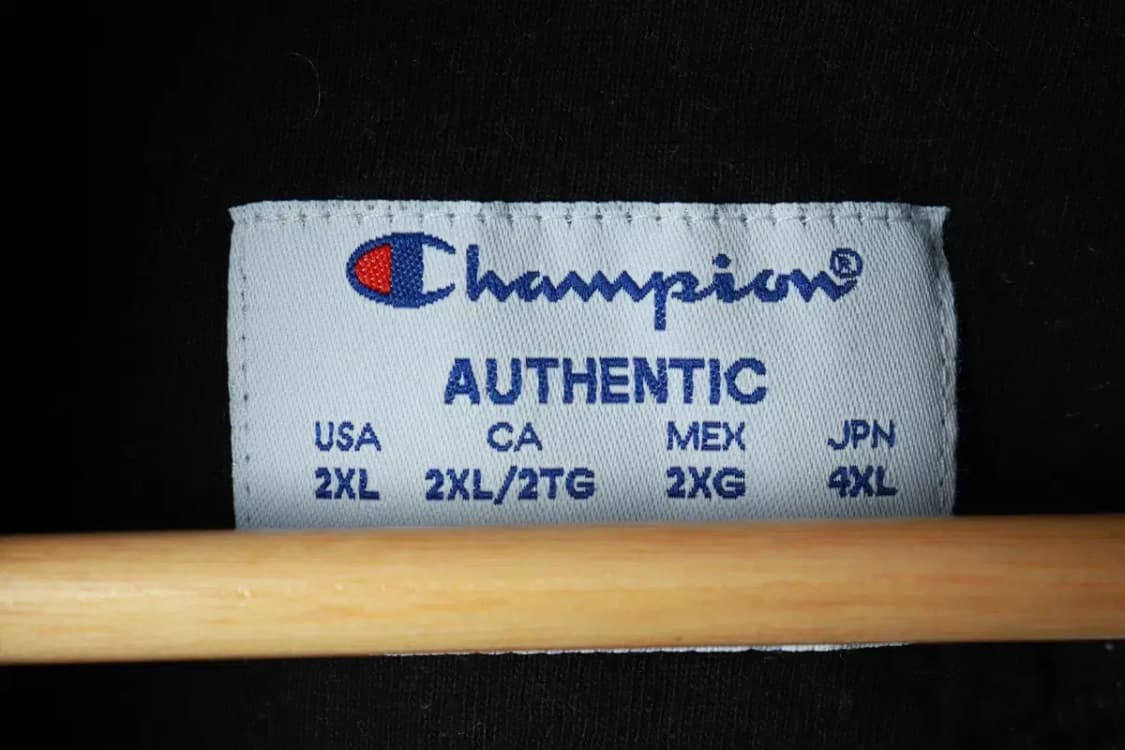 Champion®
AUTHENTIC
USA CA MEX JPN
2XL 2XL/2TG 2XG 4XL